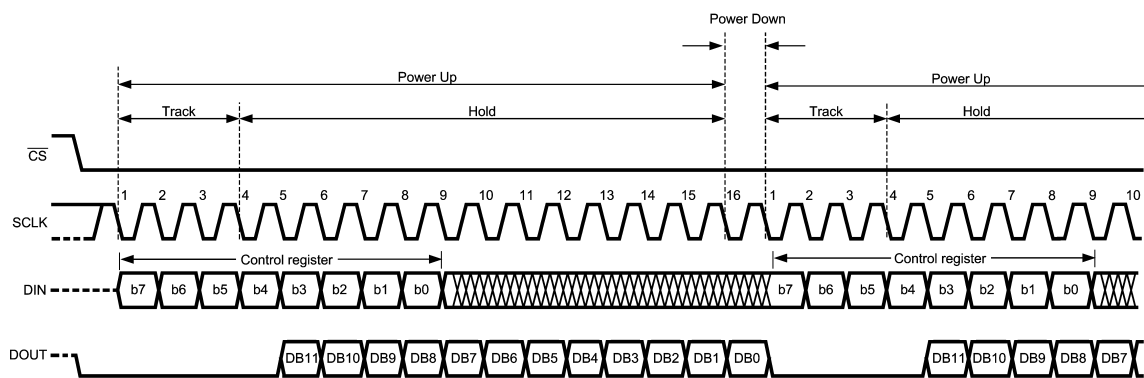 Power Down
Power Up
Power Up
Track
Hold
Track
Hold
CS
1 2 3 4 5 6 7 8 9 10 11 12 13 14 15 16 1 2 3 4 5 6 7 8 9 10
SCLK
Control register
Control register
DIN b7 b6 b5 b4 b3 b2 b1 b0 b7 b6 b5 b4 b3 b2 b1 b0
DOUT DB11 DB10 DB9 DB8 DB7 DB6 DB5 DB4 DB3 DB2 DB1 DB0 DB11 DB10 DB9 DB8 DB7